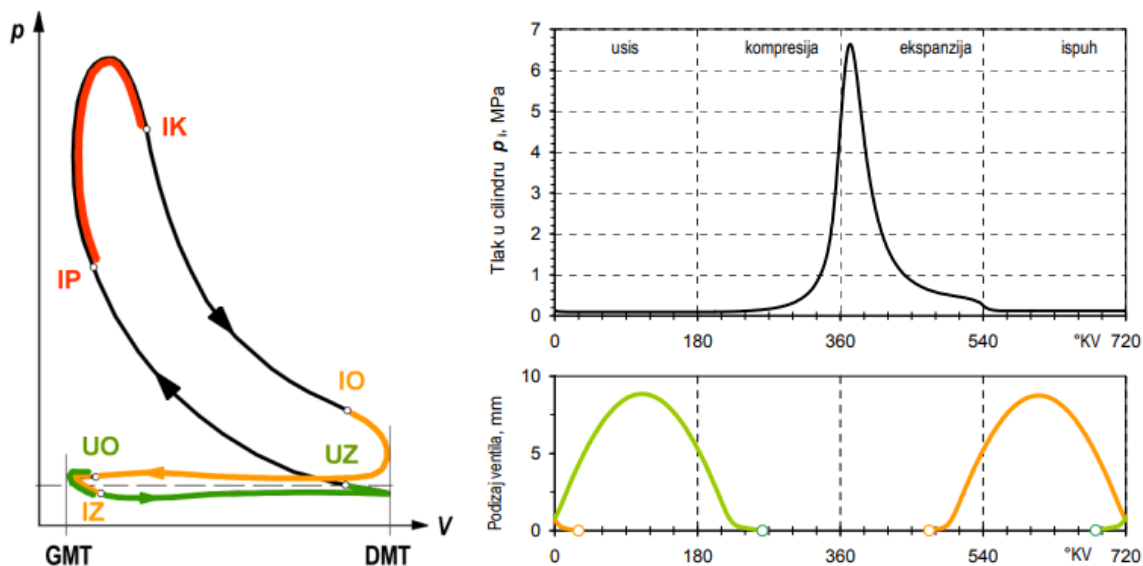 p
IK
IP
IO
UO
UZ
IZ
V
GMT
DMT
Tlak u cilindru pi, MPa
7
6
5
4
3
2
1
0
usis
kompresija
ekspanzija
ispuh
0
180
360
540
°KV
720
Podizaj ventila, mm
10
5
0
0
180
360
540
°KV
720